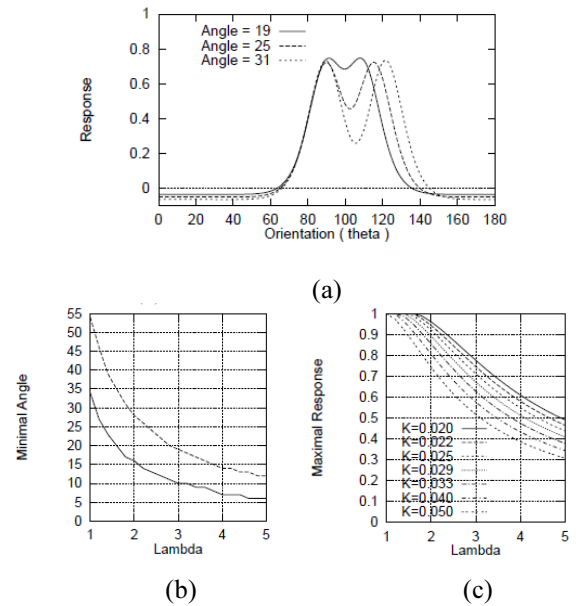 1
0.8
0.6
0.4
0.2
0
Response
Angle = 19
Angle = 25
Angle = 31
0 20 40 60 80 100 120 140 160 180
Orientation ( theta )
(a)
55
50
45
40
35
30
25
20
15
10
5
0
Minimal Angle
1 2 3 4 5
Lambda
(b)
1
0.9
0.8
0.7
0.6
0.5
0.4
0.3
0.2
0.1
0
Maximal Response
K=0.020
K=0.022
K=0.025
K=0.029
K=0.033
K=0.040
K=0.050
1 2 3 4 5
Lambda
(c)